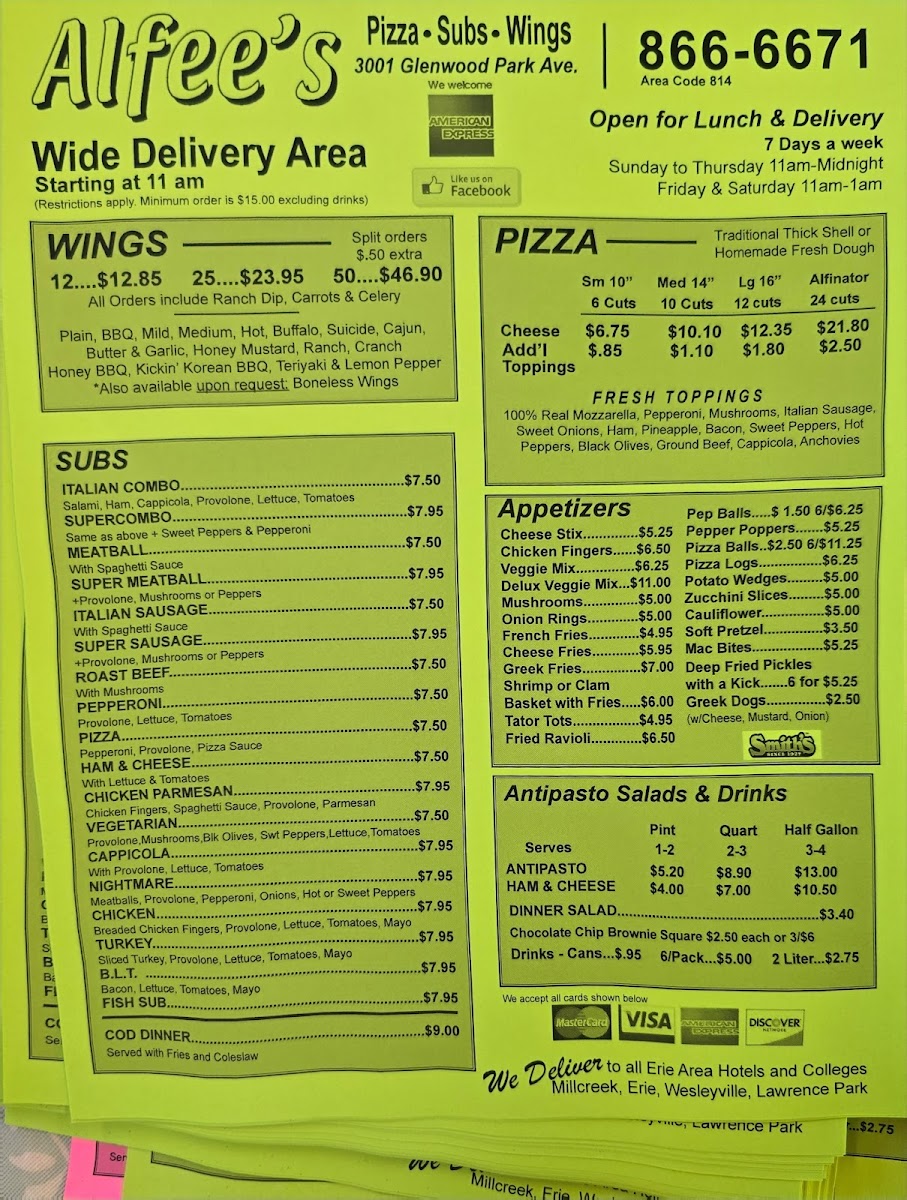 Alfee's
Pizza • Subs • Wings
3001 Glenwood Park Ave.
We welcome
AMERICAN EXPRESS
Like us on
Facebook
866-6671
Area Code 814
Wide Delivery Area
Starting at 11 am
(Restrictions apply. Minimum order is $15.00 excluding drinks)
Open for Lunch & Delivery
7 Days a week
Sunday to Thursday 11am-Midnight
Friday & Saturday 11am-1am
WINGS
Split orders
$.50 extra
12....$12.85 25....$23.95 50....$46.90
All Orders include Ranch Dip, Carrots & Celery
Plain, BBQ, Mild, Medium, Hot, Buffalo, Suicide, Cajun,
Butter & Garlic, Honey Mustard, Ranch, Cranch
Honey BBQ, Kickin' Korean BBQ, Teriyaki & Lemon Pepper
*Also available upon request: Boneless Wings
SUBS
ITALIAN COMBO...$7.50
Salami, Ham, Cappicola, Provolone, Lettuce, Tomatoes
SUPERCOMBO...$7.95
Same as above + Sweet Peppers & Pepperoni
MEATBALL...$7.50
With Spaghetti Sauce
SUPER MEATBALL...$7.95
+Provolone, Mushrooms or Peppers
ITALIAN SAUSAGE...$7.50
With Spaghetti Sauce
SUPER SAUSAGE...$7.95
+Provolone, Mushrooms or Peppers
ROAST BEEF...$7.50
With Mushrooms
PEPPERONI...$7.50
Provolone, Lettuce, Tomatoes
PIZZA...$7.50
Pepperoni, Provolone, Pizza Sauce
HAM & CHEESE...$7.50
With Lettuce & Tomatoes
CHICKEN PARMESAN...$7.95
Chicken Fingers, Spaghetti Sauce, Provolone, Parmesan
VEGETARIAN...$7.50
Provolone,Mushrooms,Blk Olives, Swt Peppers,Lettuce,Tomatoes
CAPPICOLA...$7.95
With Provolone, Lettuce, Tomatoes
NIGHTMARE...$7.95
Meatballs, Provolone, Pepperoni, Onions, Hot or Sweet Peppers
CHICKEN...$7.95
Breaded Chicken Fingers, Provolone, Lettuce, Tomatoes, Mayo
TURKEY...$7.95
Sliced Turkey, Provolone, Lettuce, Tomatoes, Mayo
B.L.T. ...$7.95
Bacon, Lettuce, Tomatoes, Mayo
FISH SUB...$7.95
COD DINNER...$9.00
Served with Fries and Coleslaw
PIZZA
Traditional Thick Shell or
Homemade Fresh Dough
Sm 10" Med 14" Lg 16" Alfinator
6 Cuts 10 Cuts 12 cuts 24 cuts
Cheese $6.75 $10.10 $12.35 $21.80
Add'l $.85 $1.10 $1.80 $2.50
Toppings
FRESH TOPPINGS
100% Real Mozzarella, Pepperoni, Mushrooms, Italian Sausage,
Sweet Onions, Ham, Pineapple, Bacon, Sweet Peppers, Hot
Peppers, Black Olives, Ground Beef, Cappicola, Anchovies
Appetizers
Cheese Stix...$5.25
Chicken Fingers...$6.50
Veggie Mix...$6.25
Delux Veggie Mix...$11.00
Mushrooms...$5.00
Onion Rings...$5.00
French Fries...$4.95
Cheese Fries...$5.95
Greek Fries...$7.00
Shrimp or Clam
Basket with Fries...$6.00
Tator Tots...$4.95
Fried Ravioli...$6.50
Pep Balls.....$ 1.50 6/$6.25
Pepper Poppers...$5.25
Pizza Balls..$2.50 6/$11.25
Pizza Logs...$6.25
Potato Wedges...$5.00
Zucchini Slices...$5.00
Cauliflower...$5.00
Soft Pretzel...$3.50
Mac Bites...$5.25
Deep Fried Pickles
with a Kick......6 for $5.25
Greek Dogs...$2.50
(w/Cheese, Mustard, Onion)
Smith's
SINCE 1927
Antipasto Salads & Drinks
Pint Quart Half Gallon
Serves 1-2 2-3 3-4
ANTIPASTO $5.20 $8.90 $13.00
HAM & CHEESE $4.00 $7.00 $10.50
DINNER SALAD...$3.40
Chocolate Chip Brownie Square $2.50 each or 3/$6
Drinks - Cans...$.95 6/Pack...$5.00 2 Liter...$2.75
We accept all cards shown below
MasterCard VISA AMERICAN EXPRESS DISCOVER NETWORK
We Deliver to all Erie Area Hotels and Colleges
Millcreek, Erie, Wesleyville, Lawrence Park
Lawrence Park
...$2.75
Millcreek, Erie